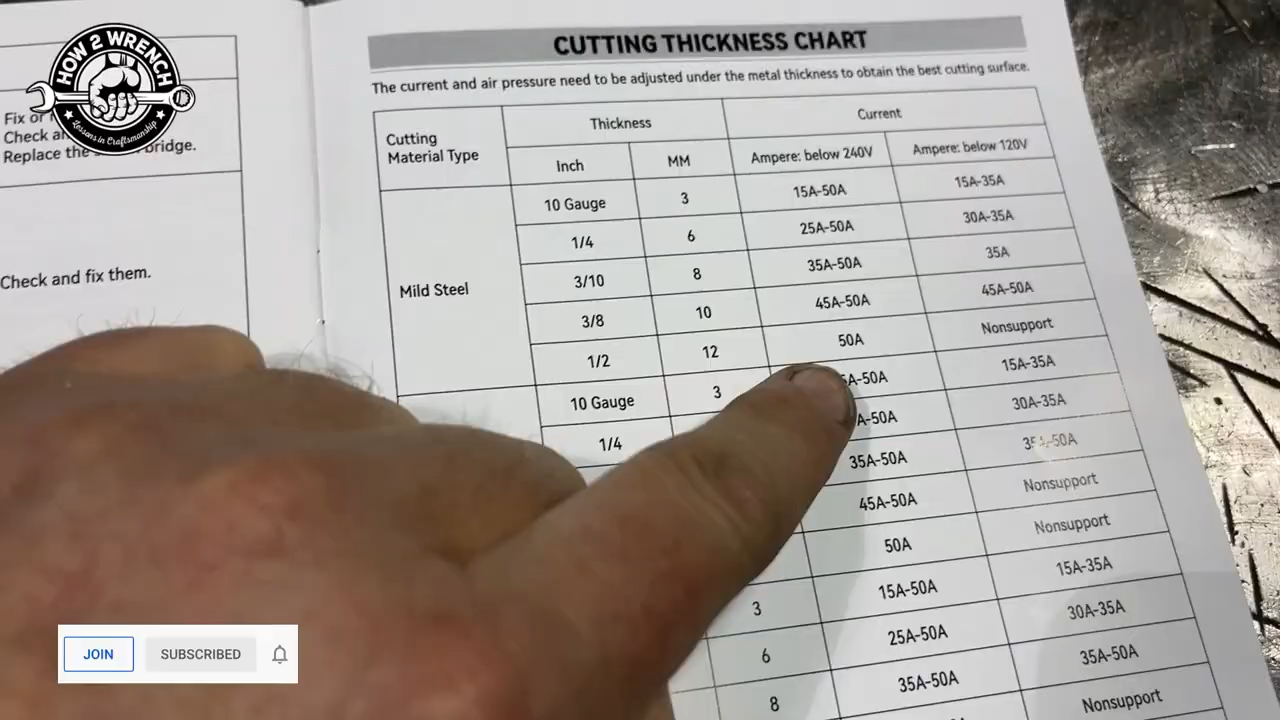 HOW 2 WRENCH
Lessons in Craftsmanship
Fix or
Check
Replace the bridge.
Check and fix them.
CUTTING THICKNESS CHART
The current and air pressure need to be adjusted under the metal thickness to obtain the best cutting surface.
Cutting
Material Type
Thickness
Current
Inch
MM
Ampere: below 240V
Ampere: below 120V
Mild Steel
10 Gauge 3 15A-50A 15A-35A
1/4 6 25A-50A 30A-35A
3/10 8 35A-50A 35A
3/8 10 45A-50A 45A-50A
1/2 12 50A Nonsupport
10 Gauge 3 5A-50A 15A-35A
1/4 A-50A 30A-35A
35A-50A 35A-50A
45A-50A Nonsupport
50A Nonsupport
3 15A-50A 15A-35A
6 25A-50A 30A-35A
8 35A-50A 35A-50A
Nonsupport
JOIN
SUBSCRIBED